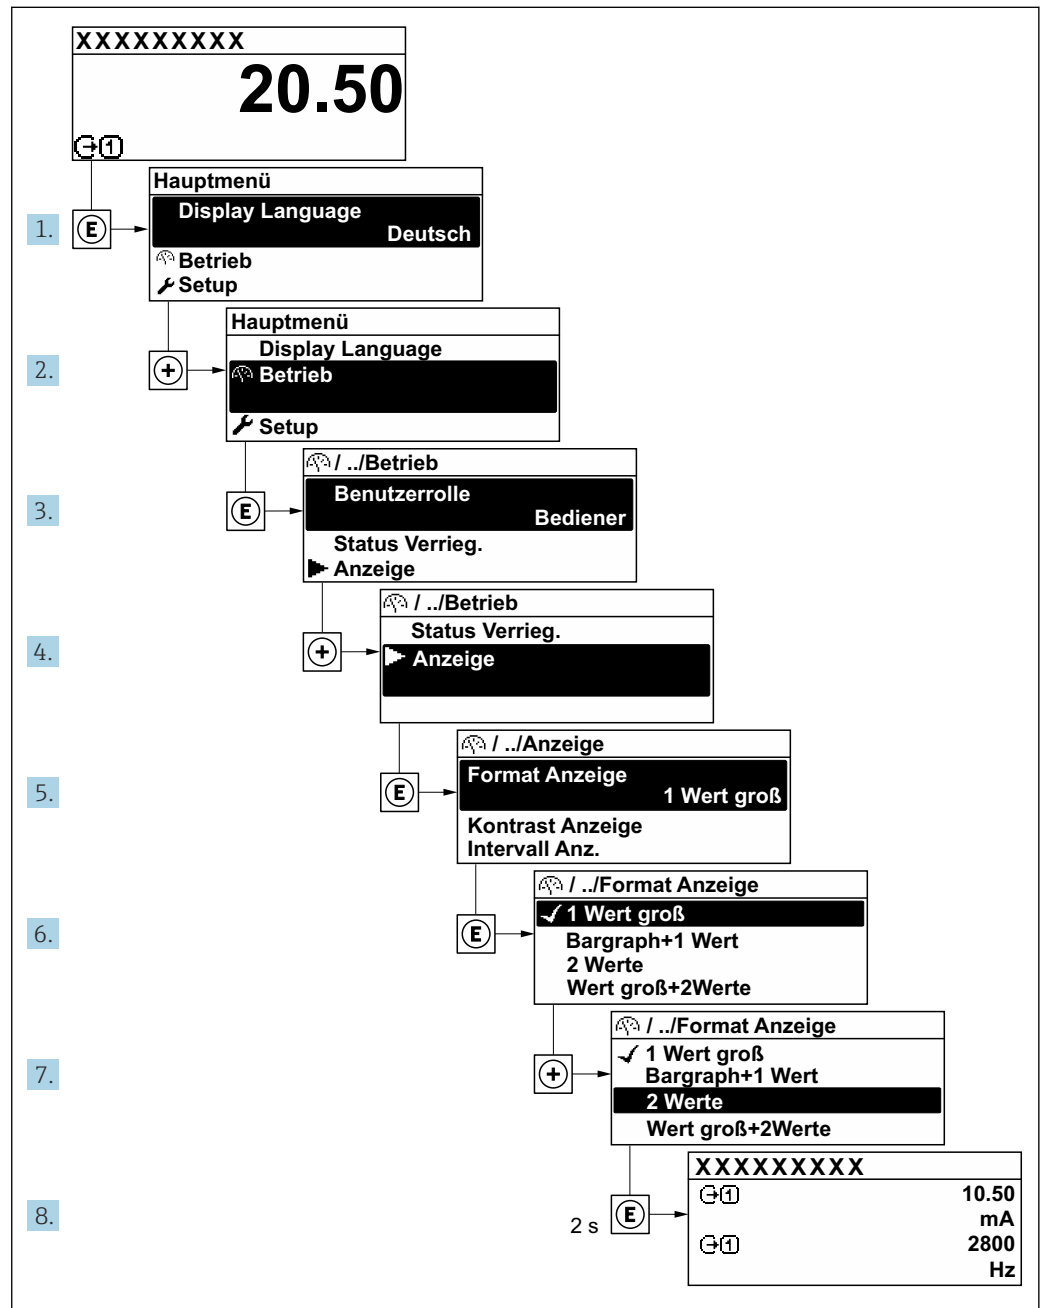 XXXXXXXXX
20.50
1
Hauptmenü
1.
E
Display Language
Deutsch
Betrieb
Setup
Hauptmenü
Display Language
2.
+
Betrieb
Setup
/ ../Betrieb
Benutzerrolle
3.
E
Bediener
Status Verrieg.
Anzeige
/ ../Betrieb
Status Verrieg.
4.
+
Anzeige
/ ../Anzeige
Format Anzeige
5.
E
1 Wert groß
Kontrast Anzeige
Intervall Anz.
/ ../Format Anzeige
1 Wert groß
6.
E
Bargraph+1 Wert
2 Werte
Wert groß+2Werte
/ ../Format Anzeige
1 Wert groß
7.
+
Bargraph+1 Wert
2 Werte
Wert groß+2Werte
XXXXXXXXX
8.
2 s
E
1 10.50
mA
1 2800
Hz